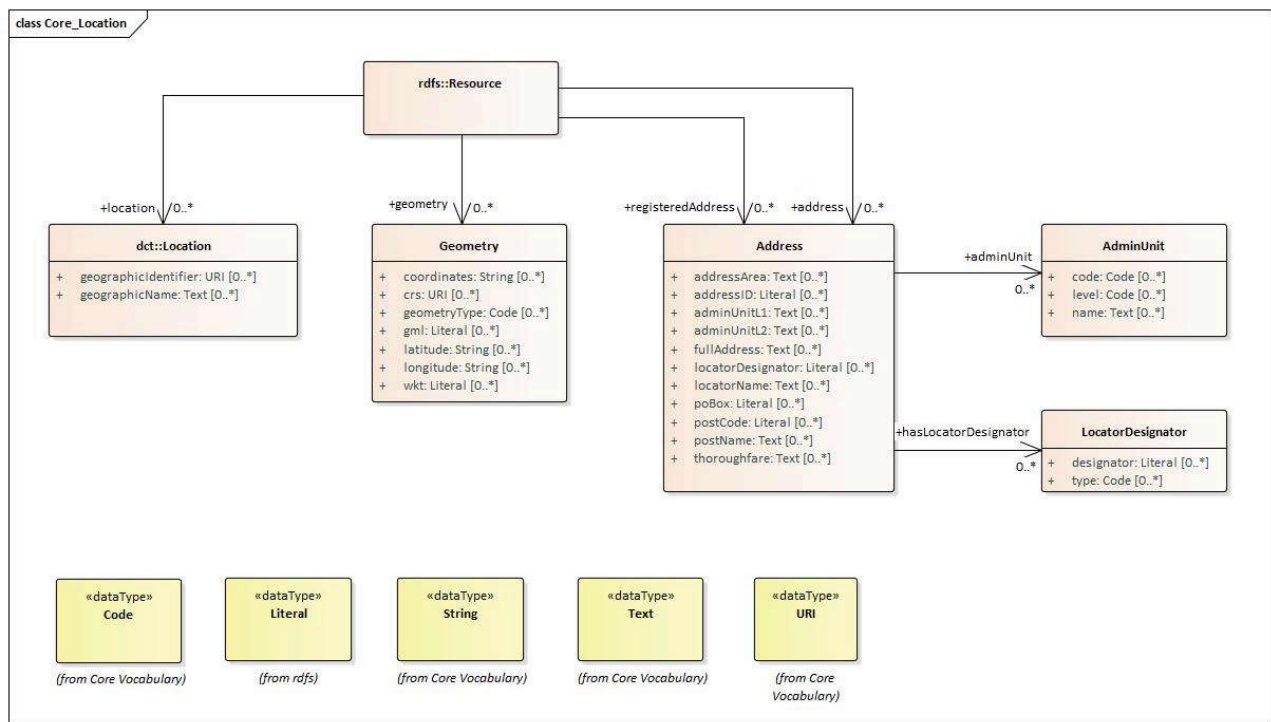 class Core_Location
rdfs::Resource
+location
0..*
+geometry
0..*
+registeredAddress
0..*
+address
0..*
dct::Location
+ geographicIdentifier: URI [0..*]
+ geographicName: Text [0..*]
Geometry
+ coordinates: String [0..*]
+ crs: URI [0..*]
+ geometryType: Code [0..*]
+ gml: Literal [0..*]
+ latitude: String [0..*]
+ longitude: String [0..*]
+ wkt: Literal [0..*]
Address
+ addressArea: Text [0..*]
+ addressID: Literal [0..*]
+ adminUnitL1: Text [0..*]
+ adminUnitL2: Text [0..*]
+ fullAddress: Text [0..*]
+ locatorDesignator: Literal [0..*]
+ locatorName: Text [0..*]
+ poBox: Literal [0..*]
+ postCode: Literal [0..*]
+ postName: Text [0..*]
+ thoroughfare: Text [0..*]
+adminUnit
0..*
AdminUnit
+ code: Code [0..*]
+ level: Code [0..*]
+ name: Text [0..*]
+hasLocatorDesignator
0..*
LocatorDesignator
+ designator: Literal [0..*]
+ type: Code [0..*]
«dataType»
Code
(from Core Vocabulary)
«dataType»
Literal
(from rdfs)
«dataType»
String
(from Core Vocabulary)
«dataType»
Text
(from Core Vocabulary)
«dataType»
URI
(from Core
Vocabulary)